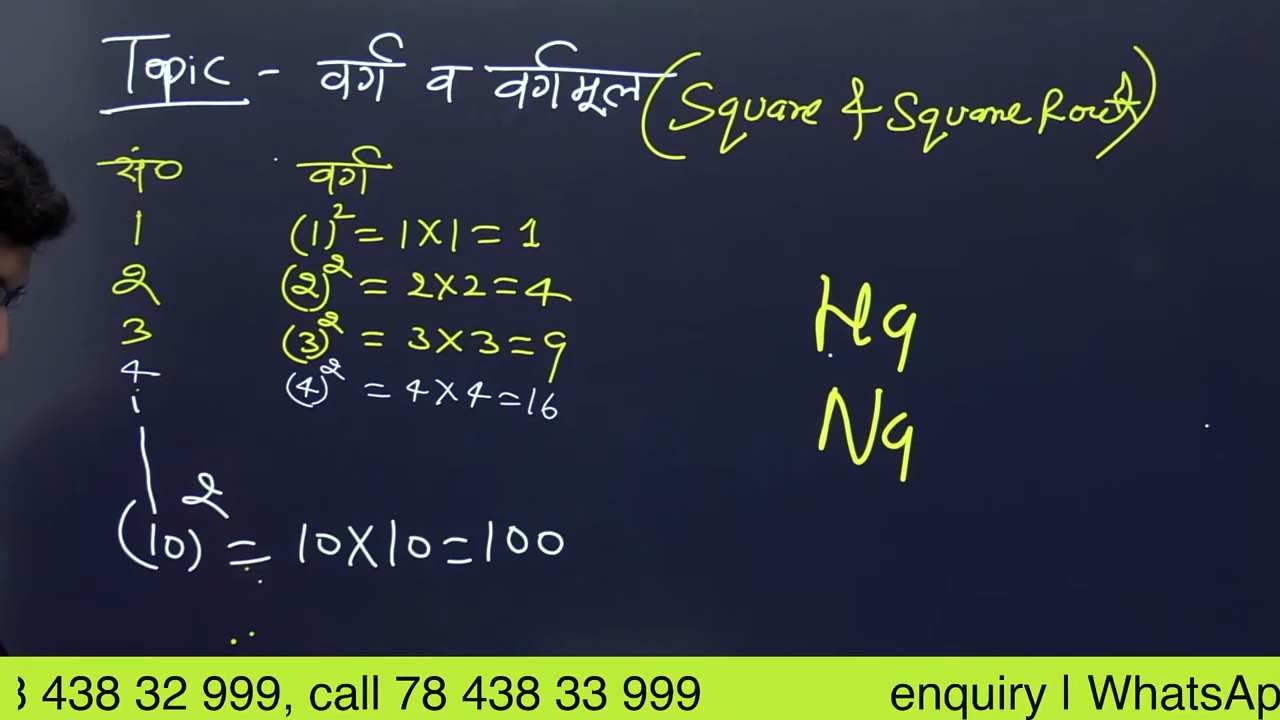 Topic - वर्ग व वर्गमूल (Square & Square Root)
सं० वर्ग
1 (1)² = 1×1 = 1
2 (2)² = 2×2 = 4
3 (3)² = 3×3 = 9
4 (4)² = 4×4 = 16
(10)² = 10×10 = 100
Hq
Nq
438 32 999, call 78 438 33 999 enquiry | WhatsAp